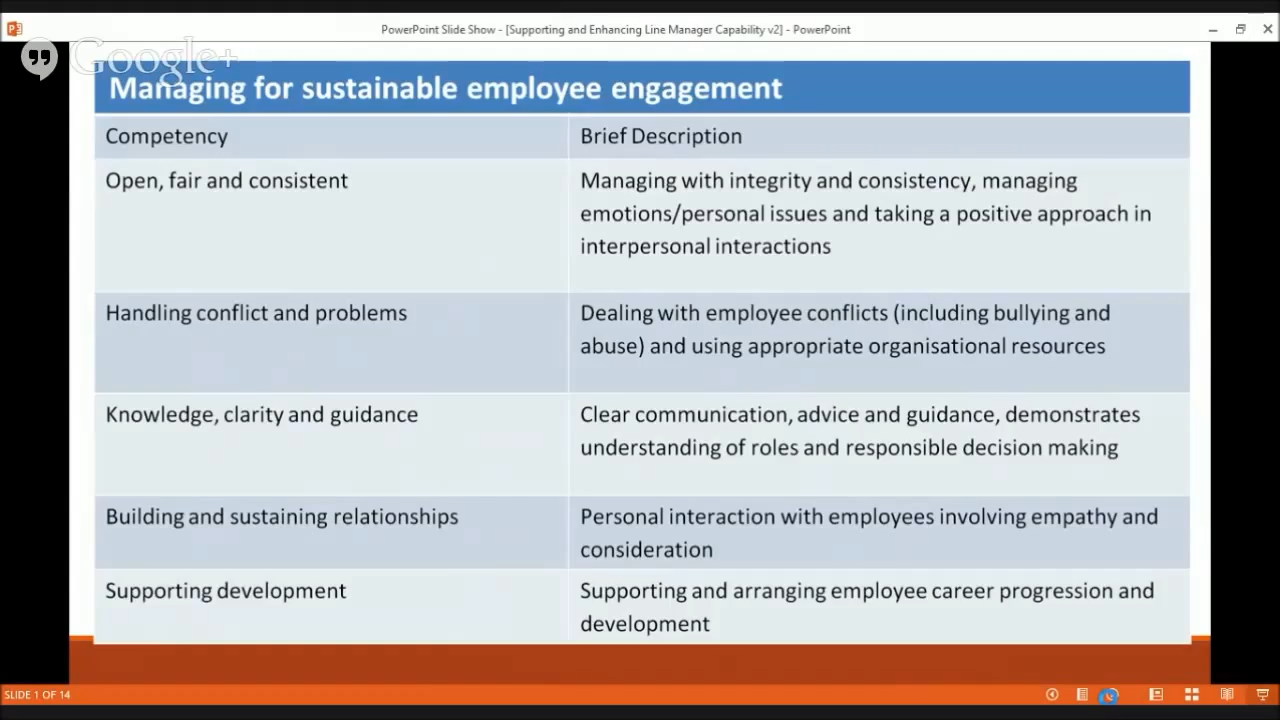 PowerPoint Slide Show - [Supporting and Enhancing Line Manager Capability v2] - PowerPoint
Google+
Managing for sustainable employee engagement
Competency
Brief Description
Open, fair and consistent
Managing with integrity and consistency, managing
emotions/personal issues and taking a positive approach in
interpersonal interactions
Handling conflict and problems
Dealing with employee conflicts (including bullying and
abuse) and using appropriate organisational resources
Knowledge, clarity and guidance
Clear communication, advice and guidance, demonstrates
understanding of roles and responsible decision making
Building and sustaining relationships
Personal interaction with employees involving empathy and
consideration
Supporting development
Supporting and arranging employee career progression and
development
SLIDE 1 OF 14